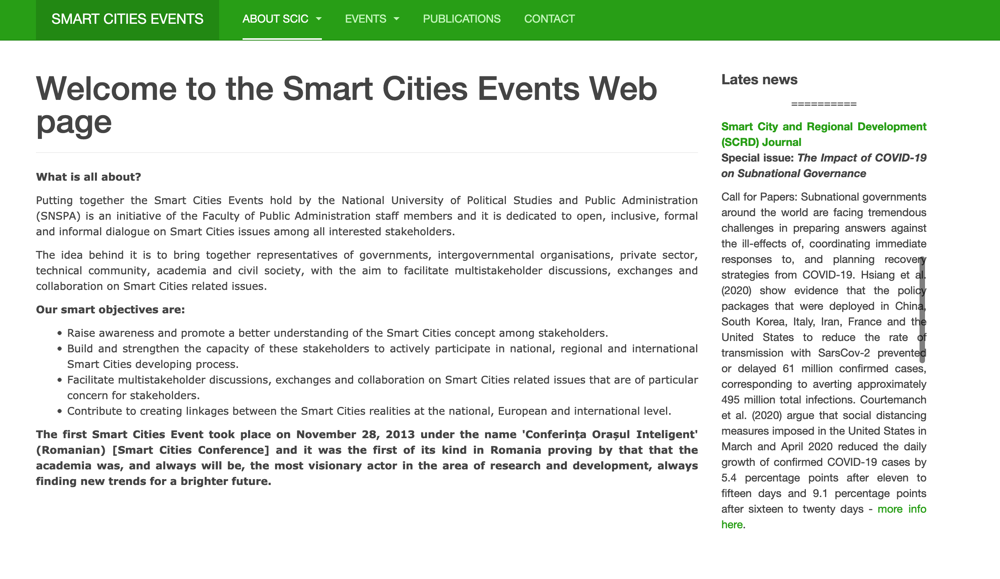 SMART CITIES EVENTS
ABOUT SCIC
EVENTS
PUBLICATIONS
CONTACT
Welcome to the Smart Cities Events Web
page
What is all about?
Putting together the Smart Cities Events hold by the National University of Political Studies and Public Administration
(SNSPA) is an initiative of the Faculty of Public Administration staff members and it is dedicated to open, inclusive, formal
and informal dialogue on Smart Cities issues among all interested stakeholders.
The idea behind it is to bring together representatives of governments, intergovernmental organisations, private sector,
technical community, academia and civil society, with the aim to facilitate multistakeholder discussions, exchanges and
collaboration on Smart Cities related issues.
Our smart objectives are:
• Raise awareness and promote a better understanding of the Smart Cities concept among stakeholders.
• Build and strengthen the capacity of these stakeholders to actively participate in national, regional and international
Smart Cities developing process.
• Facilitate multistakeholder discussions, exchanges and collaboration on Smart Cities related issues that are of particular
concern for stakeholders.
• Contribute to creating linkages between the Smart Cities realities at the national, European and international level.
The first Smart Cities Event took place on November 28, 2013 under the name 'Conferința Orașul Inteligent'
(Romanian) [Smart Cities Conference] and it was the first of its kind in Romania proving by that that the
academia was, and always will be, the most visionary actor in the area of research and development, always
finding new trends for a brighter future.
Lates news
==========
Smart City and Regional Development
(SCRD) Journal
Special issue: The Impact of COVID-19
on Subnational Governance
Call for Papers: Subnational governments
around the world are facing tremendous
challenges in preparing answers against
the ill-effects of, coordinating immediate
responses to, and planning recovery
strategies from COVID-19. Hsiang et al.
(2020) show evidence that the policy
packages that were deployed in China,
South Korea, Italy, Iran, France and the
United States to reduce the rate of
transmission with SarsCov-2 prevented
or delayed 61 million confirmed cases,
corresponding to averting approximately
495 million total infections. Courtemanch
et al. (2020) argue that social distancing
measures imposed in the United States in
March and April 2020 reduced the daily
growth of confirmed COVID-19 cases by
5.4 percentage points after eleven to
fifteen days and 9.1 percentage points
after sixteen to twenty days - more info
here.